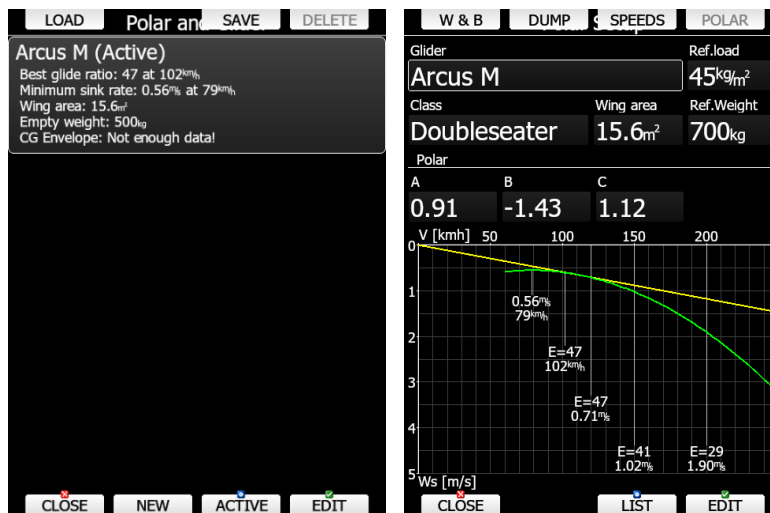 LOAD
Polar and Glider
SAVE
DELETE
Arcus M (Active)
Best glide ratio: 47 at 102km/h
Minimum sink rate: 0.56m/s at 79km/h
Wing area: 15.6m²
Empty weight: 500kg
CG Envelope: Not enough data!
CLOSE
NEW
ACTIVE
EDIT
W & B
DUMP
SPEEDS
POLAR
Glider
Ref.load
Arcus M
45kg/m²
Class
Wing area
Ref.Weight
Doubleseater
15.6m²
700kg
Polar
A
B
C
0.91
-1.43
1.12
V [kmh]
50
100
150
200
0
1
2
3
4
5
0.56m/s
79km/h
E=47
102km/h
E=47
0.71m/s
E=41
1.02m/s
E=29
1.90m/s
Ws [m/s]
CLOSE
LIST
EDIT